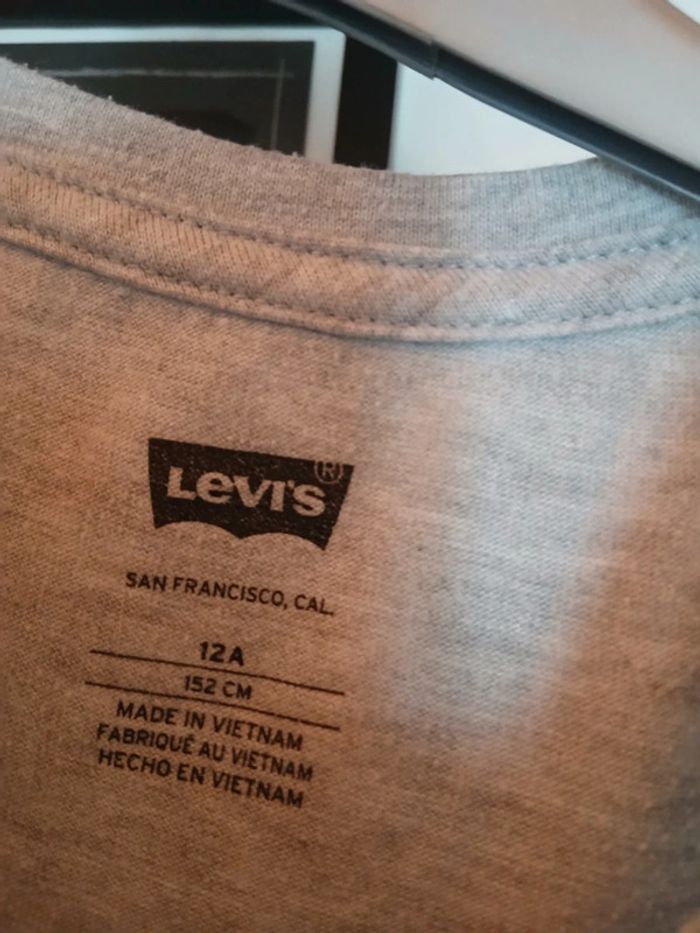 LEVI'S®
SAN FRANCISCO, CAL.
12A
152 CM
MADE IN VIETNAM
FABRIQUÉ AU VIETNAM
HECHO EN VIETNAM